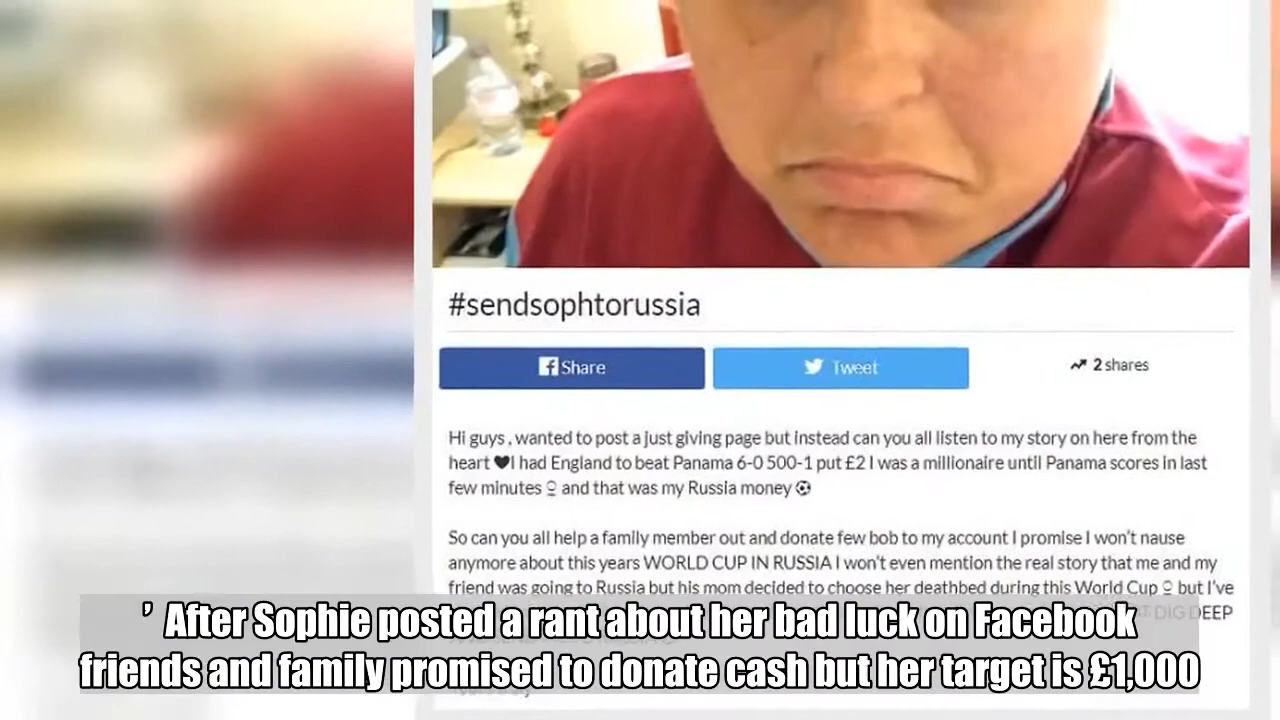 #sendsophtorussia
Share
Tweet
2 shares
Hi guys , wanted to post a just giving page but instead can you all listen to my story on here from the
heart ♥I had England to beat Panama 6-0 500-1 put £2 I was a millionaire until Panama scores in last
few minutes ♀ and that was my Russia money ⚽
So can you all help a family member out and donate few bob to my account I promise I won't nause
anymore about this years WORLD CUP IN RUSSIA I won't even mention the real story that me and my
friend was going to Russia but his mom decided to choose her deathbed during this World Cup ♀ but I've
DIG DEEP
’ After Sophie posted a rant about her bad luck on Facebook
friends and family promised to donate cash but her target is £1,000